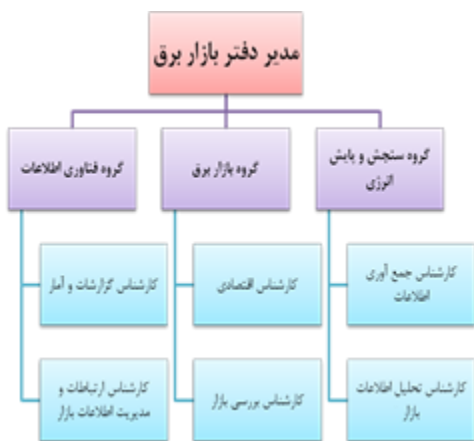 مدیر دفتر بازار برق
گروه سنجش و پایش
انرژی
گروه بازار برق
گروه فناوری اطلاعات
کارشناس جمع آوری
اطلاعات
کارشناس اقتصادی
کارشناس گزارشات و آمار
کارشناس تحلیل اطلاعات
بازار
کارشناس بررسی بازار
کارشناس ارتباطات و
مدیریت اطلاعات بازار